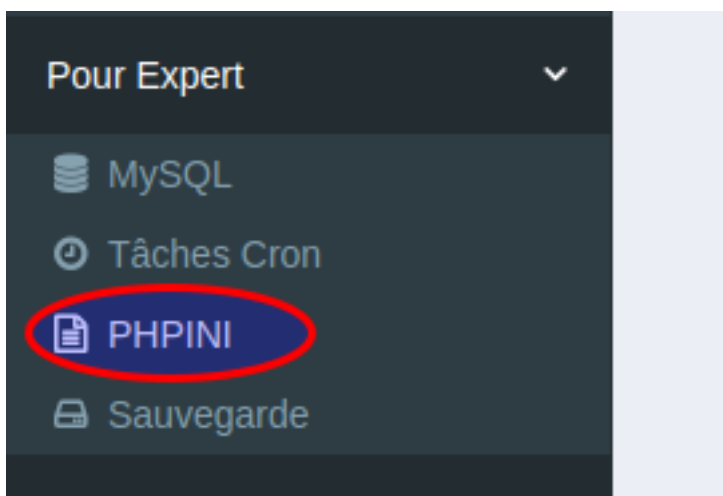 Pour Expert
MySQL
Tâches Cron
PHPINI
Sauvegarde